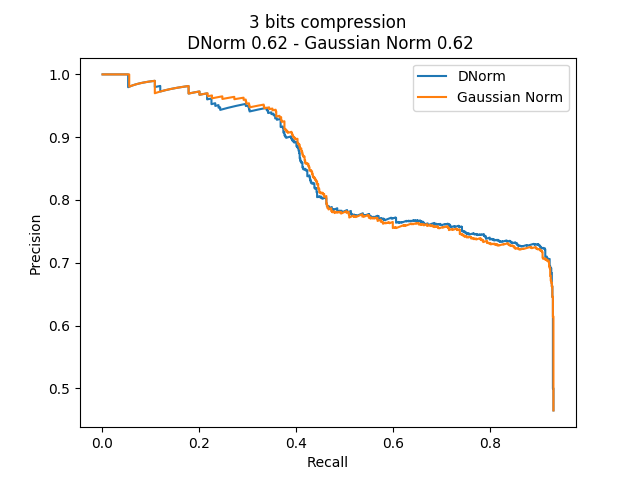 3 bits compression
DNorm 0.62 - Gaussian Norm 0.62
DNorm
Gaussian Norm
Precision
1.0
0.9
0.8
0.7
0.6
0.5
0.0 0.2 0.4 0.6 0.8
Recall